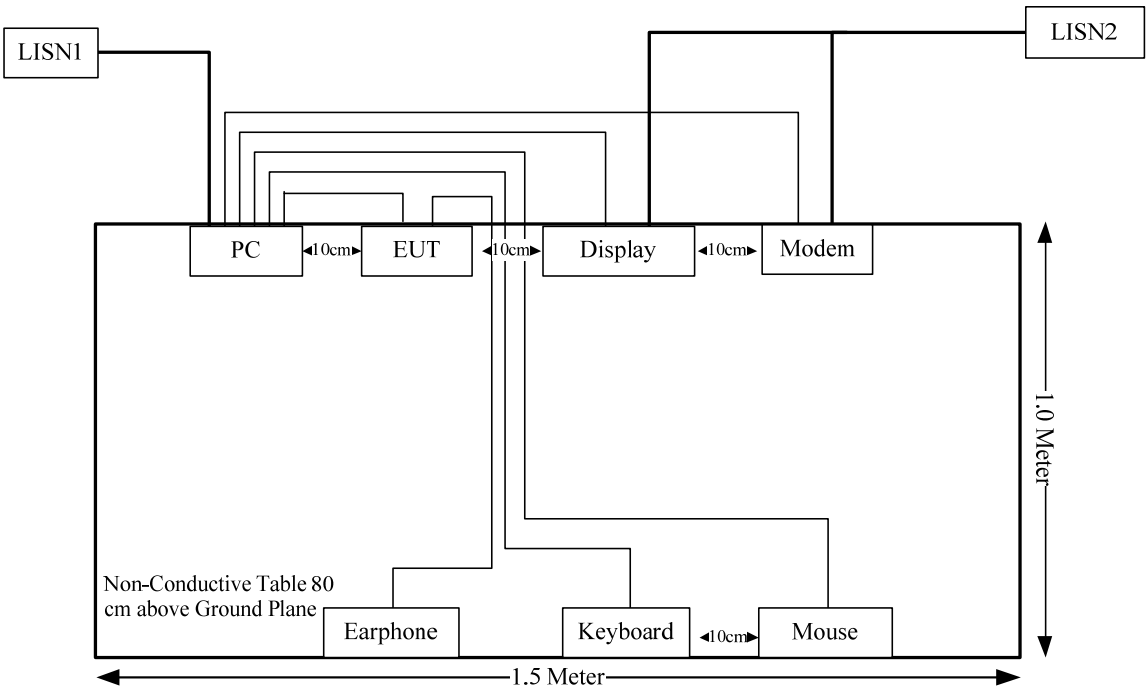 LISN1
LISN2
PC
10cm
EUT
10cm
Display
10cm
Modem
1.0 Meter
Non-Conductive Table 80
cm above Ground Plane
Earphone
Keyboard
10cm
Mouse
1.5 Meter